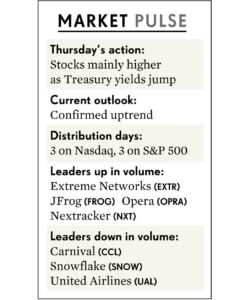 MARKET PULSE
Thursday's action:
Stocks mainly higher
as Treasury yields jump
Current outlook:
Confirmed uptrend
Distribution days:
3 on Nasdaq, 3 on S&P 500
Leaders up in volume:
Extreme Networks (EXTR)
JFrog (FROG) Opera (OPRA)
Nextracker (NXT)
Leaders down in volume:
Carnival (CCL)
Snowflake (SNOW)
United Airlines (UAL)